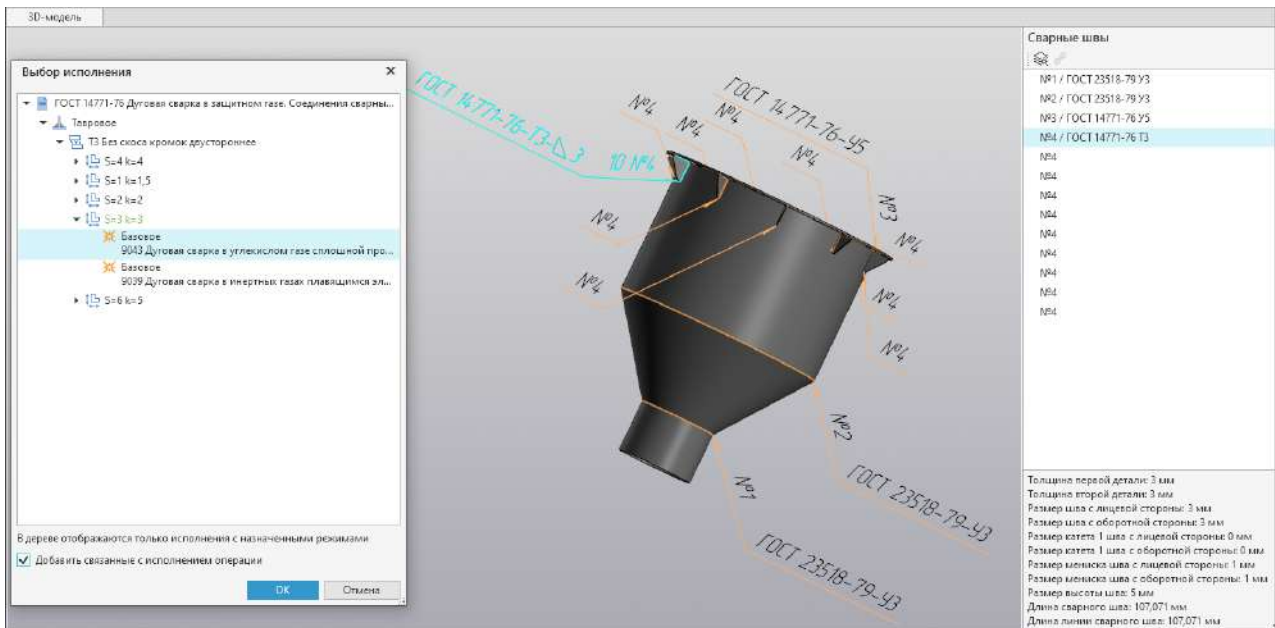 3D-модель
Выбор исполнения
ГОСТ 14771-76 Дуговая сварка в защитном газе. Соединения сварны...
Тавровое
Т3 Без скоса кромок двустороннее
S=4 k=4
S=1 k=1,5
S=2 k=2
S=3 k=3
Базовое
9043 Дуговая сварка в углекислом газе сплошной про...
Базовое
9039 Дуговая сварка в инертных газах плавящимся эл...
S=6 k=5
В дереве отображаются только исполнения с назначенными режимами
Добавить связанные с исполнением операции
ОК
Отмена
ГОСТ 14771-76-Т3-⊿3
10 №4
№4
№4
№4
ГОСТ 14771-76-У5
№4
№3
№4
№4
№4
№4
№4
№2
ГОСТ 23518-79-У3
№1
ГОСТ 23518-79-У3
Сварные швы
№1 / ГОСТ 23518-79 У3
№2 / ГОСТ 23518-79 У3
№3 / ГОСТ 14771-76 У5
№4 / ГОСТ 14771-76 Т3
№4
№4
№4
№4
№4
№4
№4
№4
№4
Толщина первой детали: 3 мм
Толщина второй детали: 3 мм
Размер шва с лицевой стороны: 3 мм
Размер шва с оборотной стороны: 3 мм
Размер катета 1 шва с лицевой стороны: 0 мм
Размер катета 1 шва с оборотной стороны: 0 мм
Размер мениска шва с лицевой стороны: 1 мм
Размер мениска шва с оборотной стороны: 1 мм
Размер высоты шва: 5 мм
Длина сварного шва: 107,071 мм
Длина линии сварного шва: 107,071 мм